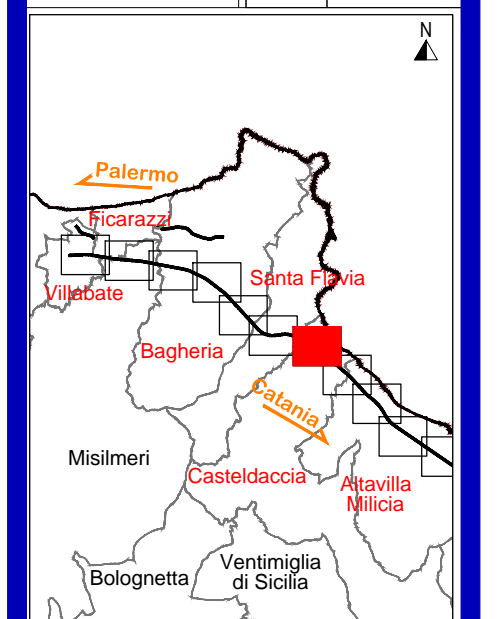 N
Palermo
Ficarazzi
Santa Flavia
Villabate
Bagheria
Catania
Misilmeri
Casteldaccia
Altavilla
Milicia
Ventimiglia
di Sicilia
Bolognetta